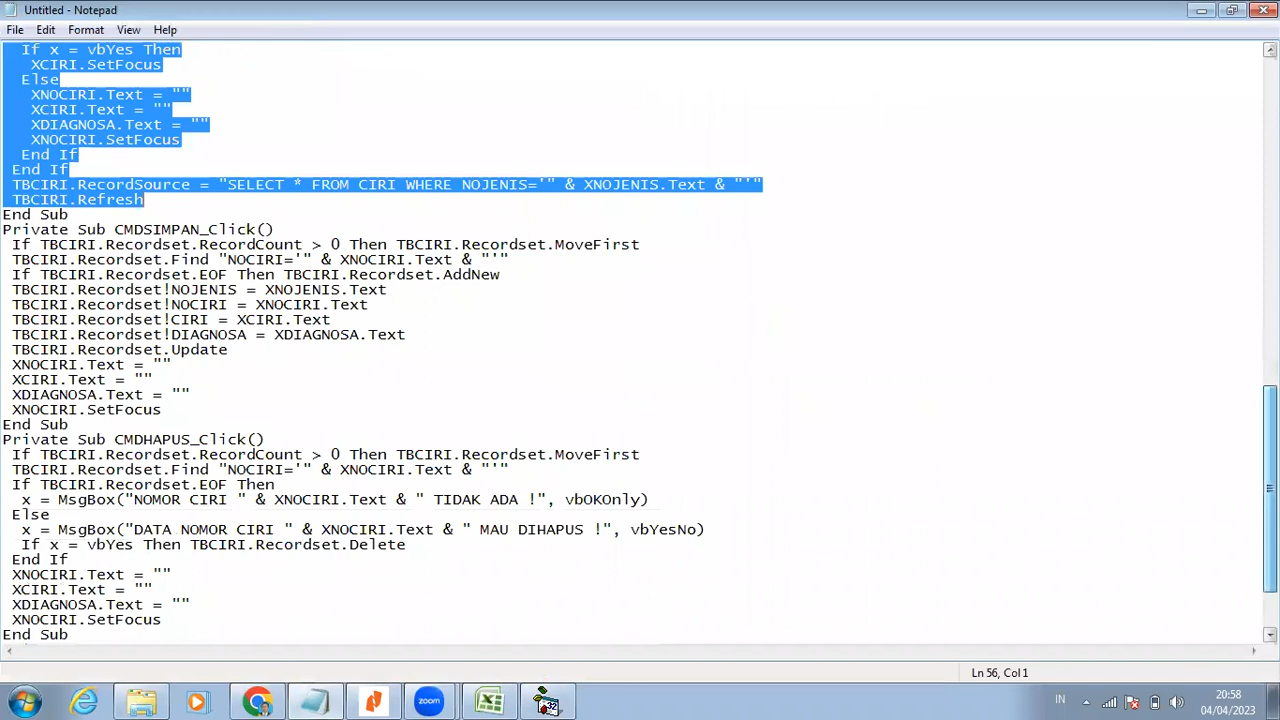 Untitled - Notepad
File Edit Format View Help
  If x = vbYes Then
   XCIRI.SetFocus
  Else
   XNOCIRI.Text = ""
   XCIRI.Text = ""
   XDIAGNOSA.Text = ""
   XNOCIRI.SetFocus
  End If
 End If
 TBCIRI.RecordSource = "SELECT * FROM CIRI WHERE NOJENIS='" & XNOJENIS.Text & "'"
 TBCIRI.Refresh
End Sub
Private Sub CMDSIMPAN_Click()
 If TBCIRI.Recordset.RecordCount > 0 Then TBCIRI.Recordset.MoveFirst
 TBCIRI.Recordset.Find "NOCIRI='" & XNOCIRI.Text & "'"
 If TBCIRI.Recordset.EOF Then TBCIRI.Recordset.AddNew
 TBCIRI.Recordset!NOJENIS = XNOJENIS.Text
 TBCIRI.Recordset!NOCIRI = XNOCIRI.Text
 TBCIRI.Recordset!CIRI = XCIRI.Text
 TBCIRI.Recordset!DIAGNOSA = XDIAGNOSA.Text
 TBCIRI.Recordset.Update
 XNOCIRI.Text = ""
 XCIRI.Text = ""
 XDIAGNOSA.Text = ""
 XNOCIRI.SetFocus
End Sub
Private Sub CMDHAPUS_Click()
 If TBCIRI.Recordset.RecordCount > 0 Then TBCIRI.Recordset.MoveFirst
 TBCIRI.Recordset.Find "NOCIRI='" & XNOCIRI.Text & "'"
 If TBCIRI.Recordset.EOF Then
  x = MsgBox("NOMOR CIRI " & XNOCIRI.Text & " TIDAK ADA !", vbOKOnly)
 Else
  x = MsgBox("DATA NOMOR CIRI " & XNOCIRI.Text & " MAU DIHAPUS !", vbYesNo)
  If x = vbYes Then TBCIRI.Recordset.Delete
 End If
 XNOCIRI.Text = ""
 XCIRI.Text = ""
 XDIAGNOSA.Text = ""
 XNOCIRI.SetFocus
End Sub
Ln 56, Col1
zoom
32
IN
20:58
04/04/2023